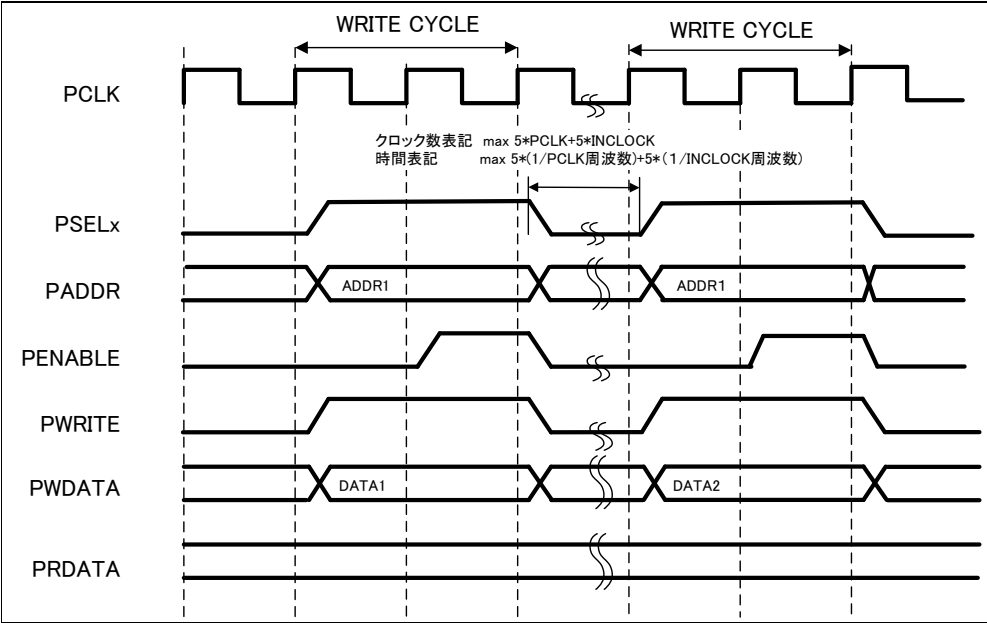 WRITE CYCLE
WRITE CYCLE
PCLK
クロック数表記 max 5*PCLK+5*INCLOCK
時間表記 max 5*(1/PCLK周波数)+5*(1/INCLOCK周波数)
PSELx
PADDR
ADDR1
ADDR1
PENABLE
PWRITE
PWDATA
DATA1
DATA2
PRDATA